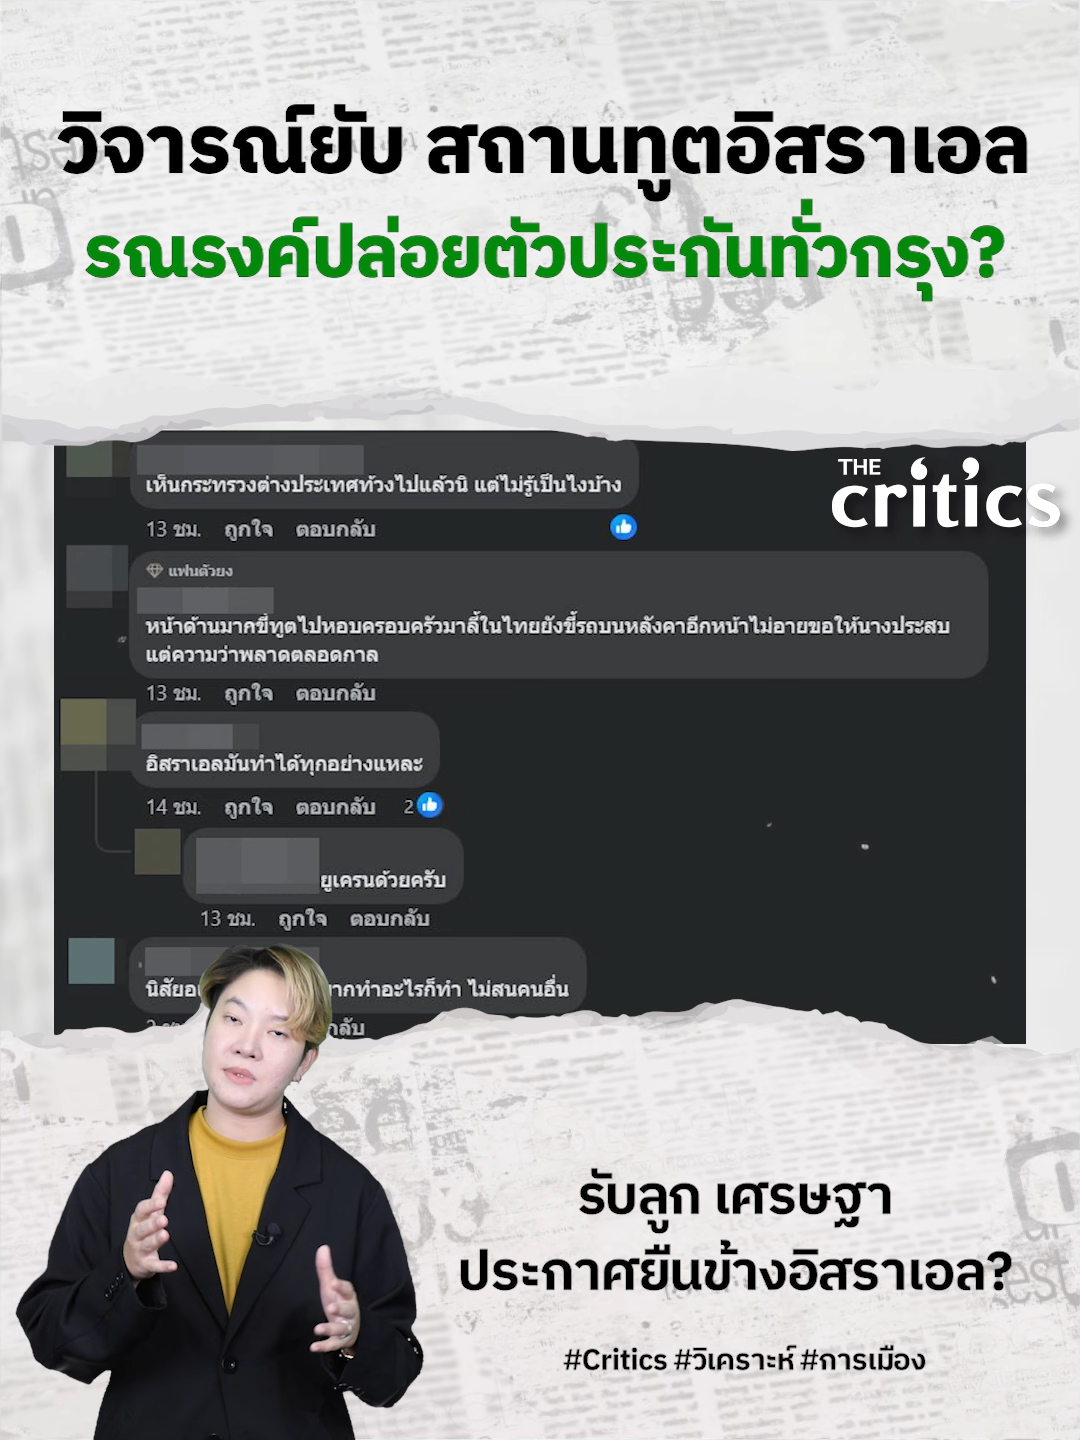 วิจารณ์ยับ สถานทูตอิสราเอล
รณรงค์ปล่อยตัวประกันทั่วกรุง?
THE
critics
เห็นกระทรวงต่างประเทศท้วงไปแล้วนิ แต่ไม่รู้เป็นไงบ้าง
13 ชม. ถูกใจ ตอบกลับ
แฟนตัวยง
หน้าด้านมากขี่ทูตไปหอบครอบครัวมาลี้ในไทยยังขี้รถบนหลังคาอีกหน้าไม่อายขอให้นางประสบ
แต่ความว่าพลาดตลอดกาล
13 ชม. ถูกใจ ตอบกลับ
อิสราเอลมันทำได้ทุกอย่างแหละ
14 ชม. ถูกใจ ตอบกลับ 2
ยูเครนด้วยครับ
13 ชม. ถูกใจ ตอบกลับ
ทำอะไรก็ทำ ไม่สนคนอื่น
รับลูก เศรษฐา
ประกาศยืนข้างอิสราเอล?
#Critics #วิเคราะห์ #การเมือง